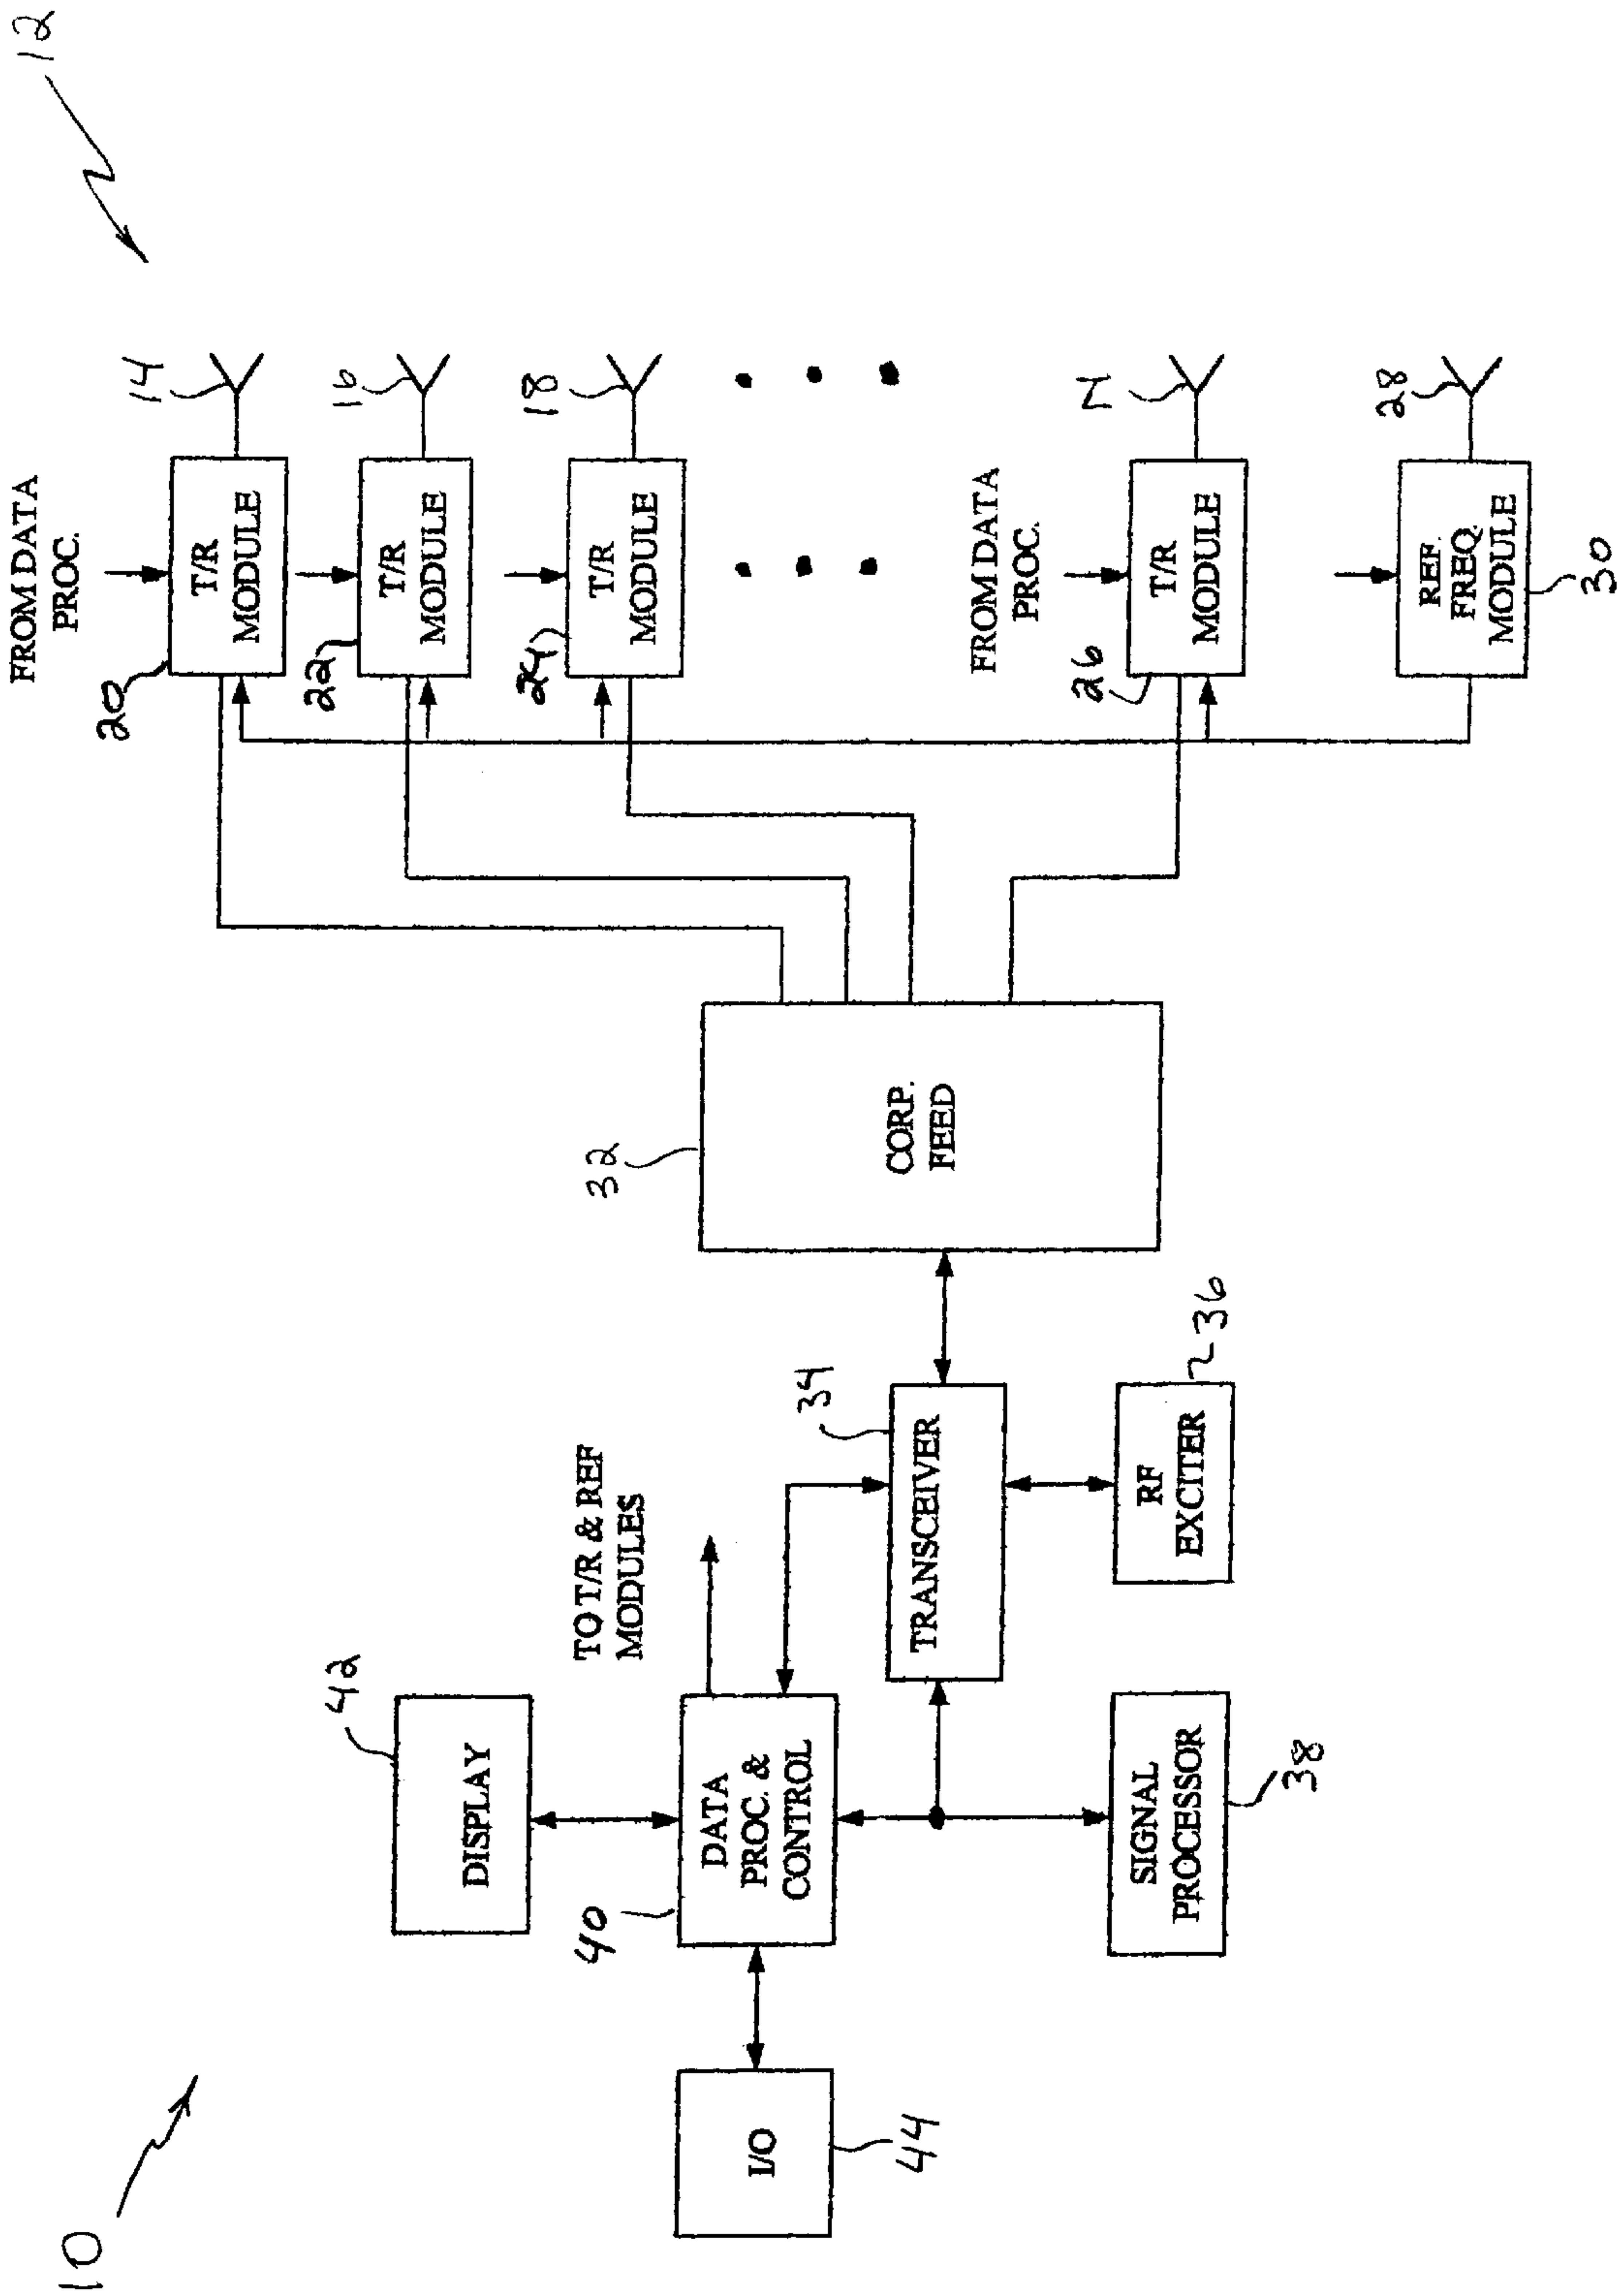 12
FROM DATA
PROC.
20
T/R
MODULE
14
22
T/R
MODULE
16
24
T/R
MODULE
18
FROM DATA
PROC.
26
T/R
MODULE
N
REF.
FREQ.
MODULE
28
30
32
CORP.
FEED
34
TRANSCEIVER
RF
EXCITER
36
TO T/R & REF
MODULES
42
DISPLAY
40
DATA
PROC. &
CONTROL
SIGNAL
PROCESSOR
38
I/O
44
10